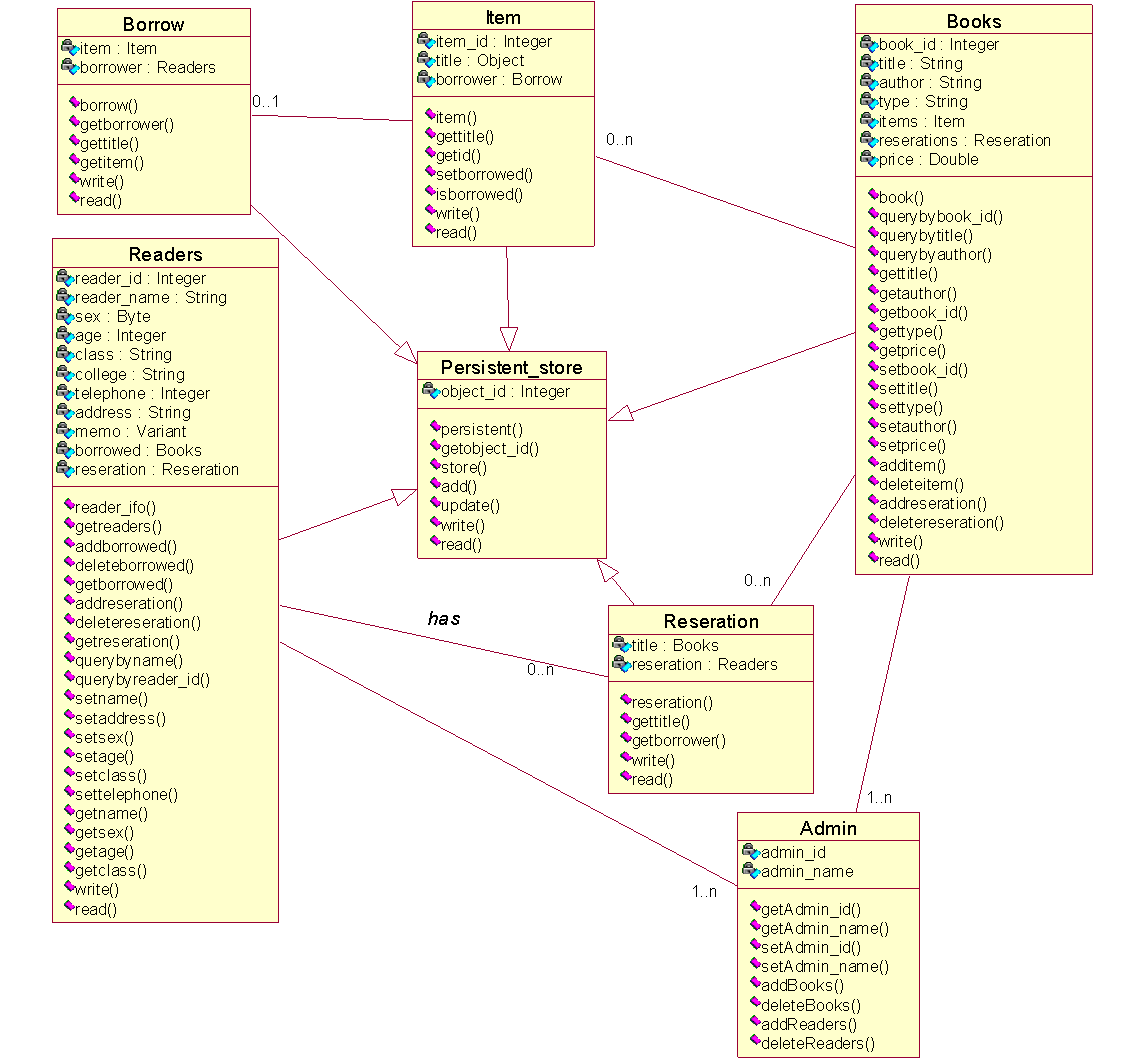 Borrow
item : Item
borrower : Readers
borrow()
getborrower()
gettitle()
getitem()
write()
read()
0..1
Item
item_id : Integer
title : Object
borrower : Borrow
item()
gettitle()
getid()
setborrowed()
isborrowed()
write()
read()
0..n
Books
book_id : Integer
title : String
author : String
type : String
items : Item
reserations : Reseration
price : Double
book()
querybybook_id()
querybytitle()
querybyauthor()
gettitle()
getauthor()
getbook_id()
gettype()
getprice()
setbook_id()
settitle()
settype()
setauthor()
setprice()
additem()
deleteitem()
addreseration()
deletereseration()
write()
read()
Readers
reader_id : Integer
reader_name : String
sex : Byte
age : Integer
class : String
college : String
telephone : Integer
address : String
memo : Variant
borrowed : Books
reseration : Reseration
reader_ifo()
getreaders()
addborrowed()
deleteborrowed()
getborrowed()
addreseration()
deletereseration()
getreseration()
querybyname()
querybyreader_id()
setname()
setaddress()
setsex()
setage()
setclass()
settelephone()
getname()
getsex()
getage()
getclass()
write()
read()
Persistent_store
object_id : Integer
persistent()
getobject_id()
store()
add()
update()
write()
read()
has
0..n
0..n
Reseration
title : Books
reseration : Readers
reseration()
gettitle()
getborrower()
write()
read()
1..n
1..n
Admin
admin_id
admin_name
getAdmin_id()
getAdmin_name()
setAdmin_id()
setAdmin_name()
addBooks()
deleteBooks()
addReaders()
deleteReaders()